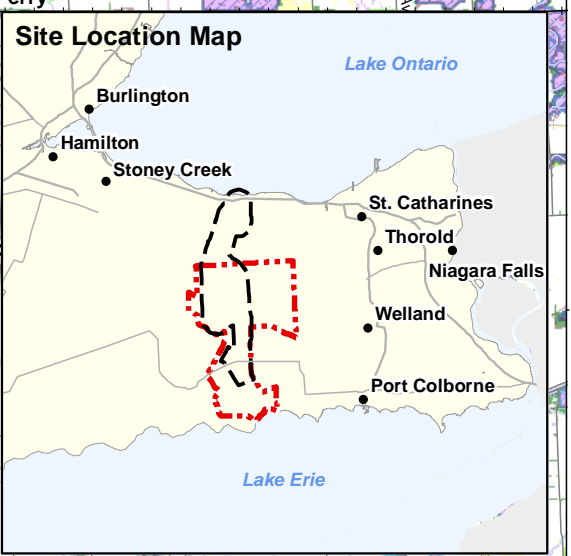 Site Location Map
Lake Ontario
Burlington
Hamilton
Stoney Creek
St. Catharines
Thorold
Niagara Falls
Welland
Port Colborne
Lake Erie